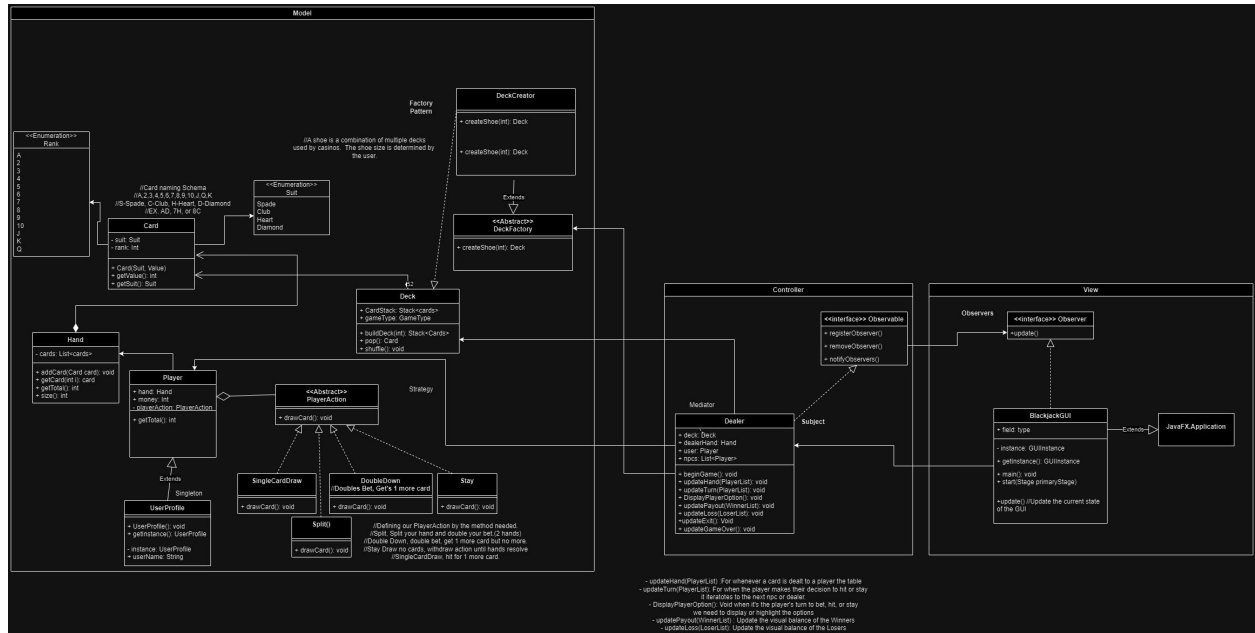 Model
DeckCreator
+ createShoe(int): Deck
+ createShoe(int): Deck
Factory
Pattern
//A shoe is a combination of multiple decks
used by casinos. The shoe size is determined by
the user.
<<Enumeration>>
Rank
A
2
3
4
5
6
7
8
9
10
J
K
Q
//Card naming Schema
//A,2,3,4,5,6,7,8,9,10,J,Q,K
//S-Spade, C-Club, H-Heart, D-Diamond
//EX. AD, 7H, or 8C
<<Enumeration>>
Suit
Spade
Club
Heart
Diamond
Card
- suit: Suit
- rank: Int
+ Card(Suit, Value)
+ getValue(): int
+ getSuit(): Suit
Extends
<<Abstract>>
DeckFactory
+ createShoe(int): Deck
52
Deck
+ CardStack: Stack<cards>
+ gameType: GameType
+ buildDeck(int): Stack<Cards>
+ pop(): Card
+ shuffle(): void
Hand
- cards: List<cards>
+ addCard(Card card): void
+ getCard(int i): card
+ getTotal(): int
+ size(): int
Player
+ hand: Hand
+ money: Int
- playerAction: PlayerAction
+ getTotal(): int
Strategy
<<Abstract>>
PlayerAction
+ drawCard(): void
SingleCardDraw
+ drawCard(): void
DoubleDown
//Doubles Bet, Get's 1 more card
+ drawCard(): void
Stay
+ drawCard(): void
Split()
+ drawCard(): void
Extends
Singleton
UserProfile
+ UserProfile(): void
+ getInstance(): UserProfile
- instance: UserProfile
+ userName: String
//Defining our PlayerAction by the method needed.
//Split, Split your hand and double your bet.(2 hands)
//Double Down, double bet, get 1 more card but no more.
//Stay Draw no cards, withdraw action until hands resolve
//SingleCardDraw, hit for 1 more card.
Controller
<<interface>> Observable
+ registerObserver()
+ removeObserver()
+ notifyObservers()
Mediator
Subject
Dealer
+ deck: Deck
+ dealerHand: Hand
+ user: Player
+ npcs: List<Player>
+ beginGame(): void
+ updateHand(PlayerList): void
+ updateTurn(PlayerList): void
+ DisplayPlayerOption(): void
+ updatePayout(WinnerList): void
+ updateLoss(LoserList): void
+updateExit(): Void
+ updateGameOver(): void
View
Observers
<<interface>> Observer
+update()
BlackjackGUI
+ field: type
- instance: GUIInstance
+ getInstance(): GUIInstance
+ main(): void
+ start(Stage primaryStage)
+update() //Update the current state
of the GUI
Extends
JavaFX.Application
- updateHand(PlayerList) :For whenever a card is dealt to a player the table
- updateTurn(PlayerList): For when the player makes their decision to hit or stay
it iteratotes to the next npc or dealer.
- DisplayPlayerOption(): Void when it's the player's turn to bet, hit, or stay
we need to display or highlight the options
- updatePayout(WinnerList) : Update the visual balance of the Winners
- updateLoss(LoserList): Update the visual balance of the Losers